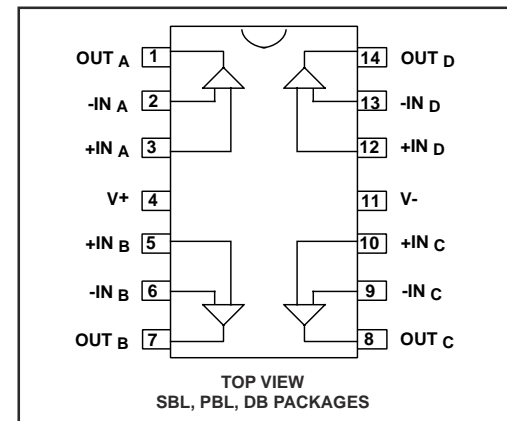 OUT A 1 14 OUT D
-IN A 2 13 -IN D
+IN A 3 12 +IN D
V+ 4 11 V-
+IN B 5 10 +IN C
-IN B 6 9 -IN C
OUT B 7 8 OUT C
TOP VIEW
SBL, PBL, DB PACKAGES